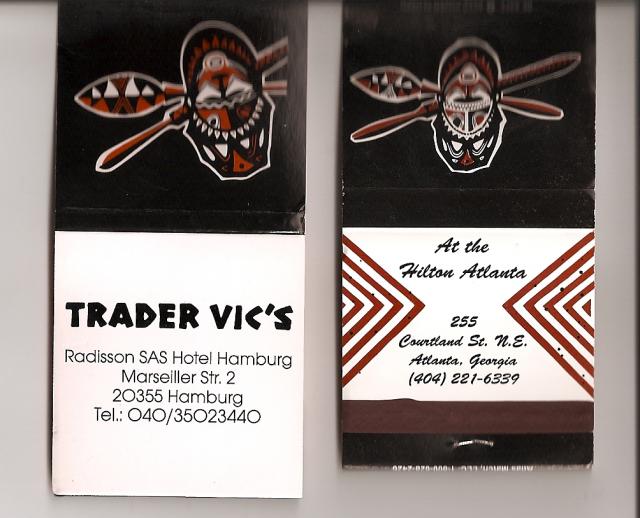 TRADER VIC'S
Radisson SAS Hotel Hamburg
Marseiller Str. 2
20355 Hamburg
Tel.: 040/35023440
At the
Hilton Atlanta
255
Courtland St. N.E.
Atlanta, Georgia
(404) 221-6339